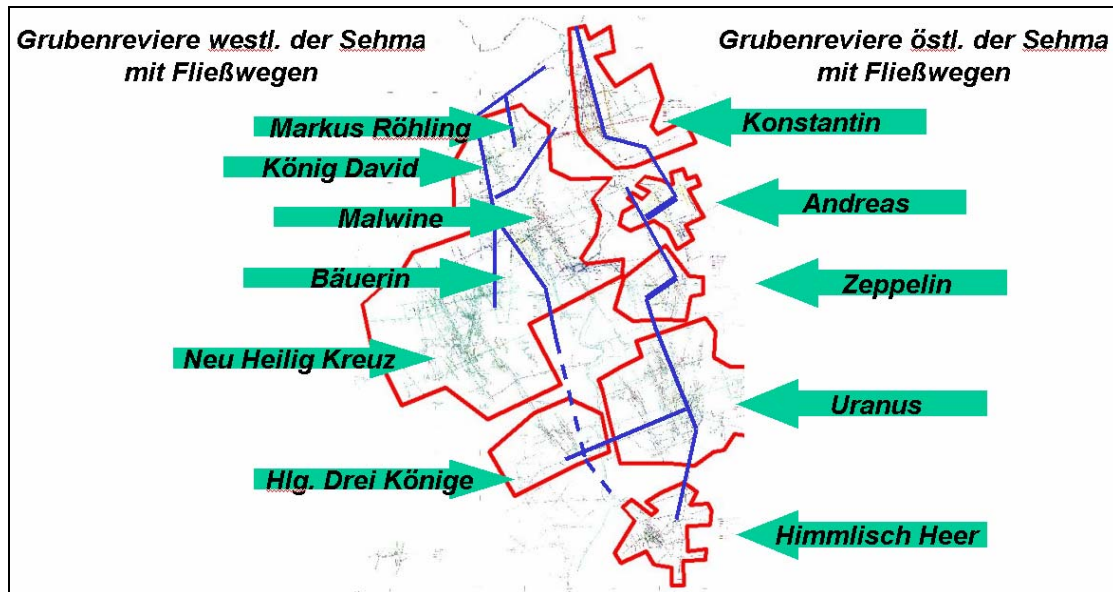 Grubenreviere westl. der Sehma
mit Fließwegen
Grubenreviere östl. der Sehma
mit Fließwegen
Markus Röhling
König David
Malwine
Bäuerin
Neu Heilig Kreuz
Hlg. Drei Könige
Konstantin
Andreas
Zeppelin
Uranus
Himmlisch Heer